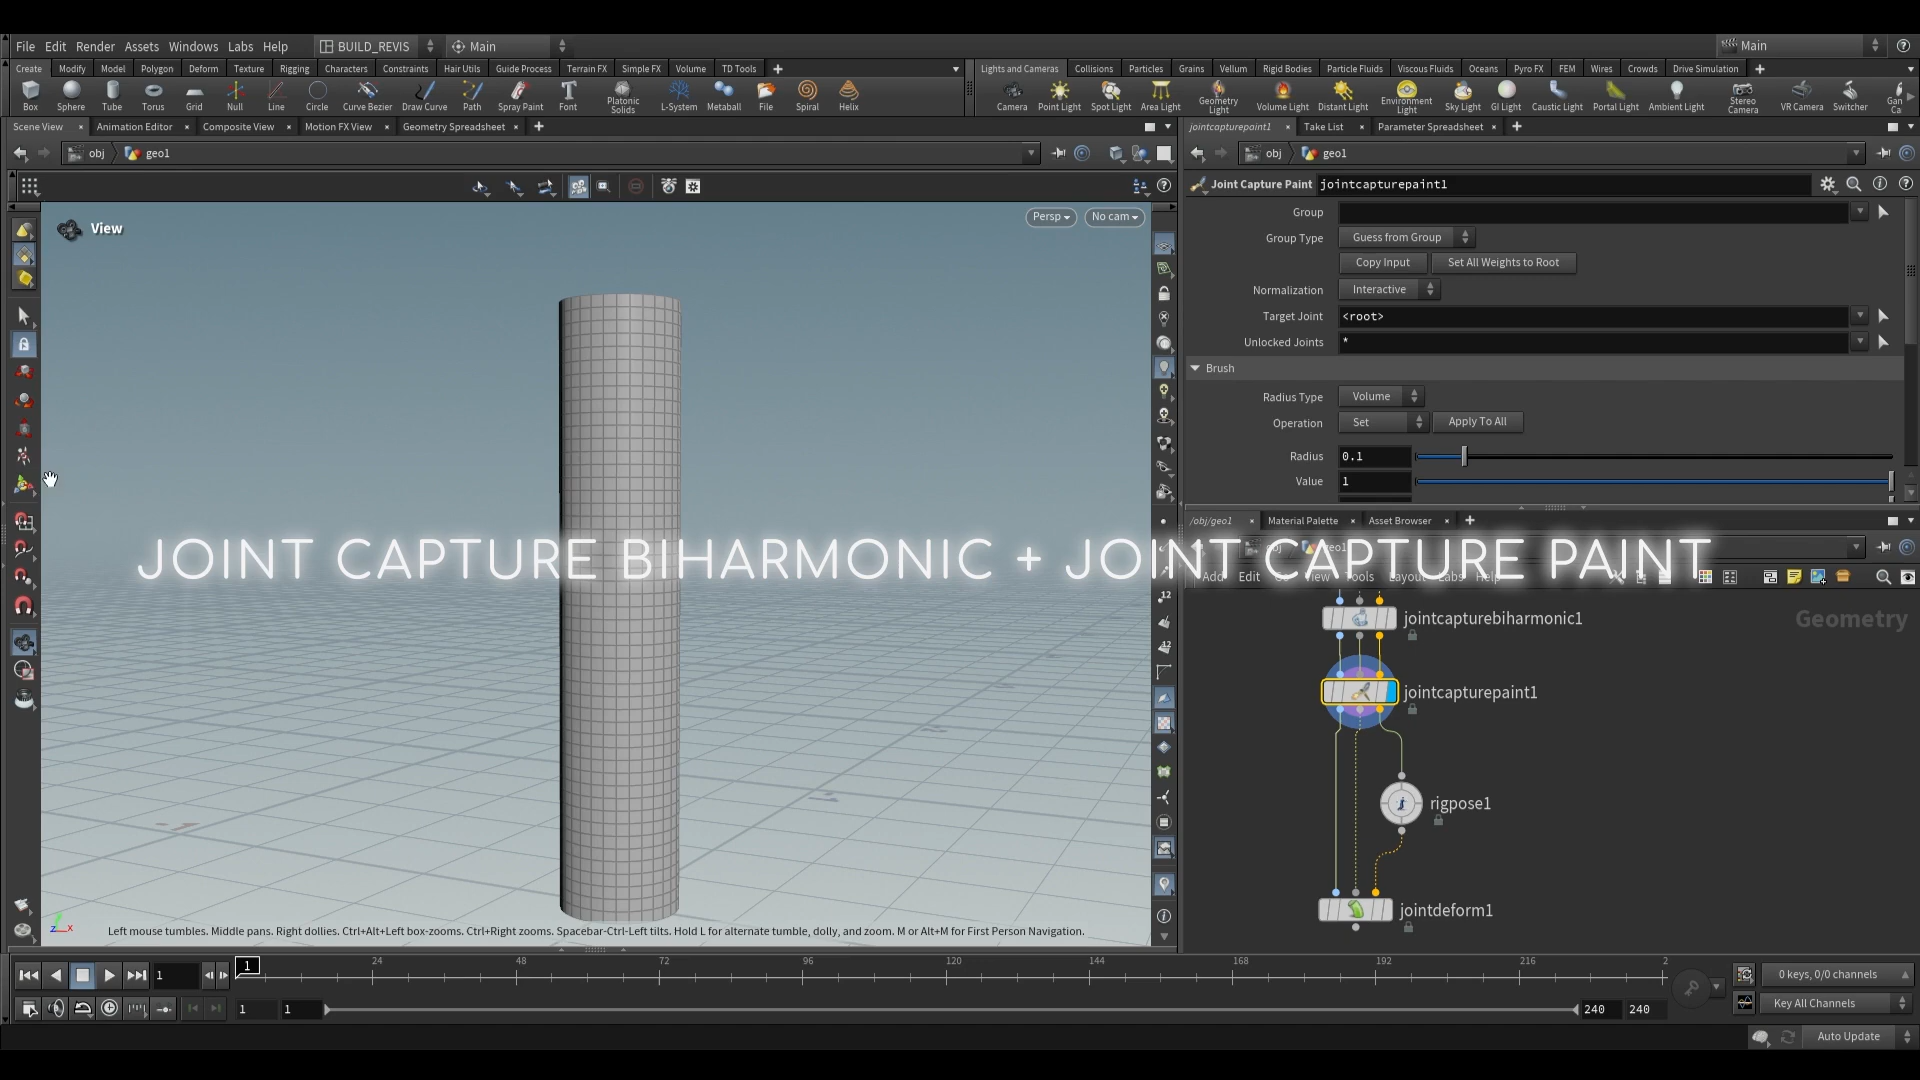 File Edit Render Assets Windows Labs Help BUILD_REVIS Main Main
Create Modify Model Polygon Deform Texture Rigging Characters Constraints Hair Utils Guide Process Terrain FX Simple FX Volume TD Tools
Lights and Cameras Collisions Particles Grains Vellum Rigid Bodies Particle Fluids Viscous Fluids Oceans Pyro FX FEM Wires Crowds Drive Simulation
Box Sphere Tube Torus Grid Null Line Circle Curve Bezier Draw Curve Path Spray Paint Font Platonic Solids L-System Metaball File Spiral Helix
Camera Point Light Spot Light Area Light Geometry Light Volume Light Distant Light Environment Light Sky Light GI Light Caustic Light Portal Light Ambient Light Stereo Camera VR Camera Switcher
Scene View Animation Editor Composite View Motion FX View Geometry Spreadsheet
jointcapturepaint1 Take List Parameter Spreadsheet
obj geo1
obj geo1
Joint Capture Paint jointcapturepaint1
View
Persp No cam
Group
Group Type Guess from Group
Copy Input Set All Weights to Root
Normalization Interactive
Target Joint <root>
Unlocked Joints *
Brush
Radius Type Volume
Operation Set Apply To All
Radius 0.1
Value 1
/obj/geo1 Material Palette Asset Browser
JOINT CAPTURE BIHARMONIC + JOINT CAPTURE PAINT
Add Edit View Tools Layout Labs Help
Geometry
jointcapturebiharmonic1
jointcapturepaint1
rigpose1
jointdeform1
Left mouse tumbles. Middle pans. Right dollies. Ctrl+Alt+Left box-zooms. Ctrl+Right zooms. Spacebar-Ctrl-Left tilts. Hold L for alternate tumble, dolly, and zoom. M or Alt+M for First Person Navigation.
1 1 24 48 72 96 120 144 168 192 216 2
0 keys, 0/0 channels
1 1 240 240
Key All Channels
Auto Update